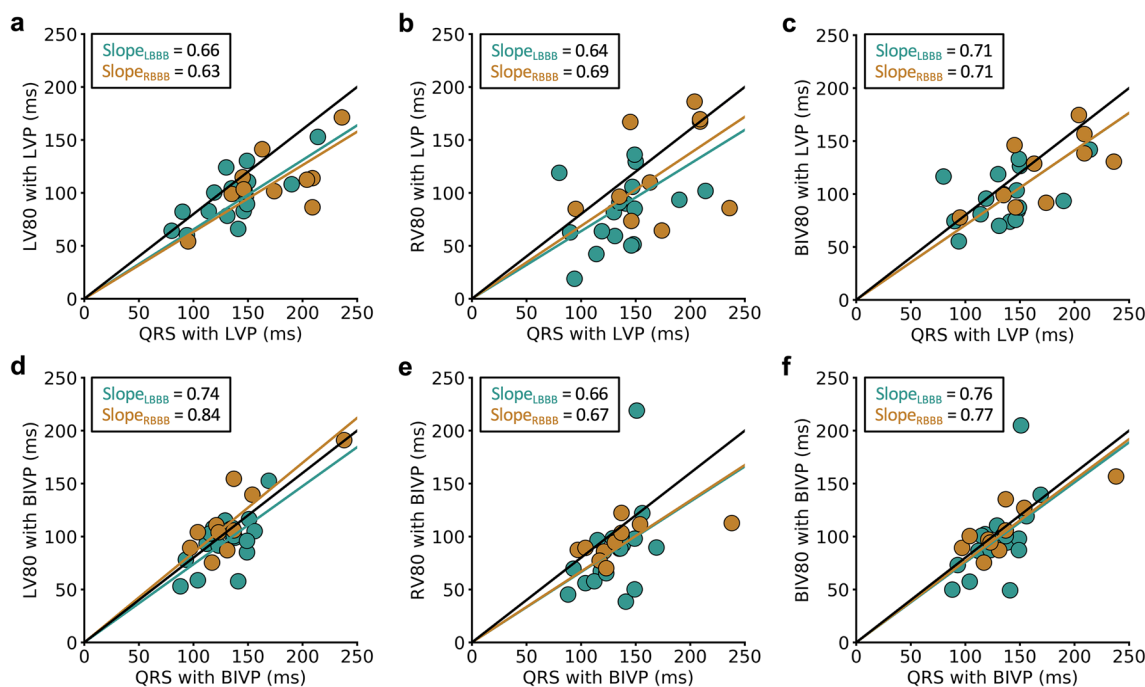 a
Slope_LBBB = 0.66
Slope_RBBB = 0.63
250
200
150
100
50
0
LV80 with LVP (ms)
0 50 100 150 200 250
QRS with LVP (ms)
b
Slope_LBBB = 0.64
Slope_RBBB = 0.69
250
200
150
100
50
0
RV80 with LVP (ms)
0 50 100 150 200 250
QRS with LVP (ms)
c
Slope_LBBB = 0.71
Slope_RBBB = 0.71
250
200
150
100
50
0
BIV80 with LVP (ms)
0 50 100 150 200 250
QRS with LVP (ms)
d
Slope_LBBB = 0.74
Slope_RBBB = 0.84
250
200
150
100
50
0
LV80 with BIVP (ms)
0 50 100 150 200 250
QRS with BIVP (ms)
e
Slope_LBBB = 0.66
Slope_RBBB = 0.67
250
200
150
100
50
0
RV80 with BIVP (ms)
0 50 100 150 200 250
QRS with BIVP (ms)
f
Slope_LBBB = 0.76
Slope_RBBB = 0.77
250
200
150
100
50
0
BIV80 with BIVP (ms)
0 50 100 150 200 250
QRS with BIVP (ms)